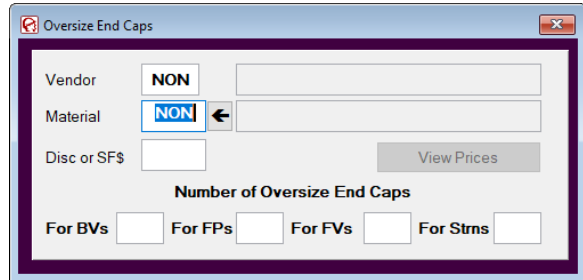 Oversize End Caps
Vendor NON
Material NON
Disc or SF$ View Prices
Number of Oversize End Caps
For BVs For FPs For FVs For Strns